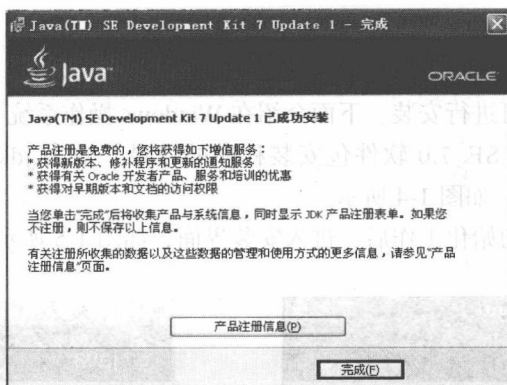 Java(TM) SE Development Kit 7 Update 1 - 完成
Java
ORACLE
Java(TM) SE Development Kit 7 Update 1 已成功安装
产品注册是免费的，您将获得如下增值服务：
* 获得新版本、修补程序和更新的通知服务
* 获得有关 Oracle 开发者产品、服务和培训的优惠
* 获得对早期版本和文档的访问权限
当您单击“完成”后将收集产品与系统信息，同时显示 JDK 产品注册表单。如果您
不注册，则不保存以上信息。
有关注册所收集的数据以及这些数据的管理和使用方式的更多信息，请参见“产品
注册信息”页面。
产品注册信息(P)
完成(F)